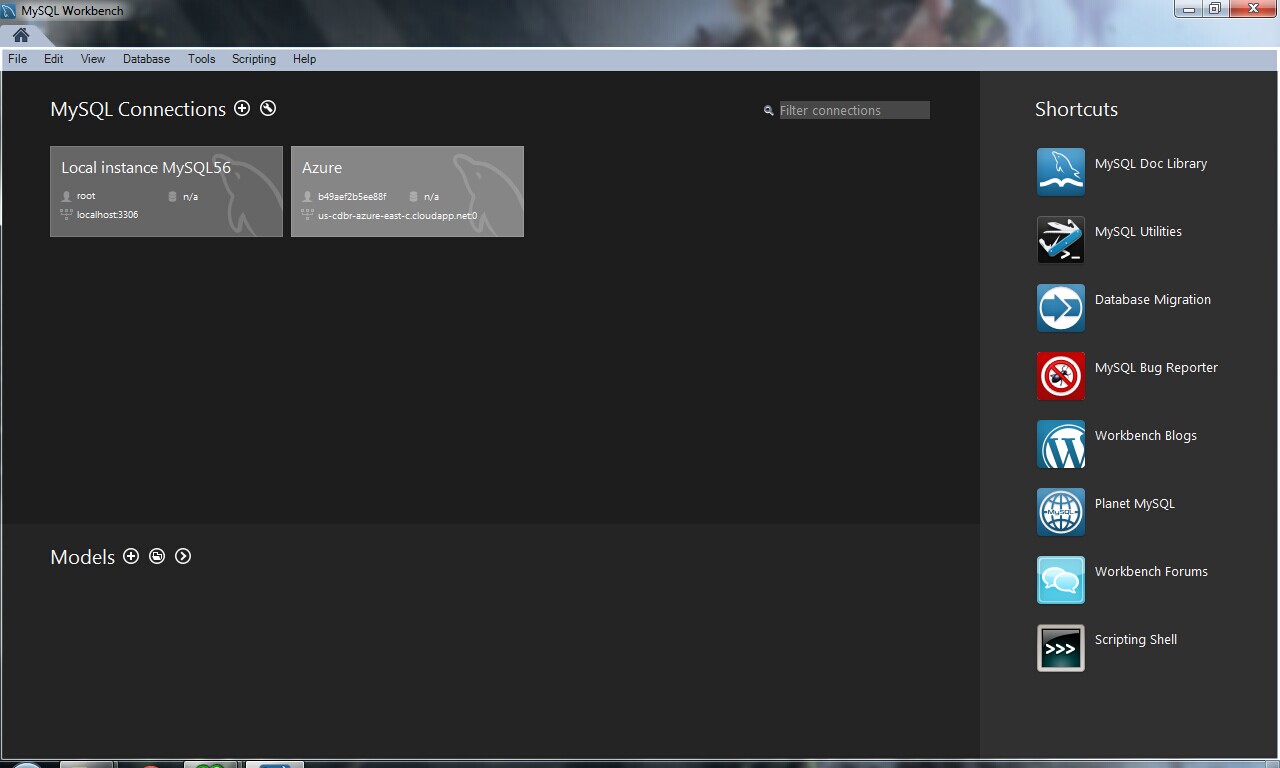 MySQL Workbench
File Edit View Database Tools Scripting Help
MySQL Connections
Filter connections
Local instance MySQL56
root n/a
localhost:3306
Azure
b49aef2b5ee88f n/a
us-cdbr-azure-east-c.cloudapp.net:0
Models
Shortcuts
MySQL Doc Library
MySQL Utilities
Database Migration
MySQL Bug Reporter
Workbench Blogs
MySQL
Planet MySQL
Workbench Forums
>>>
Scripting Shell